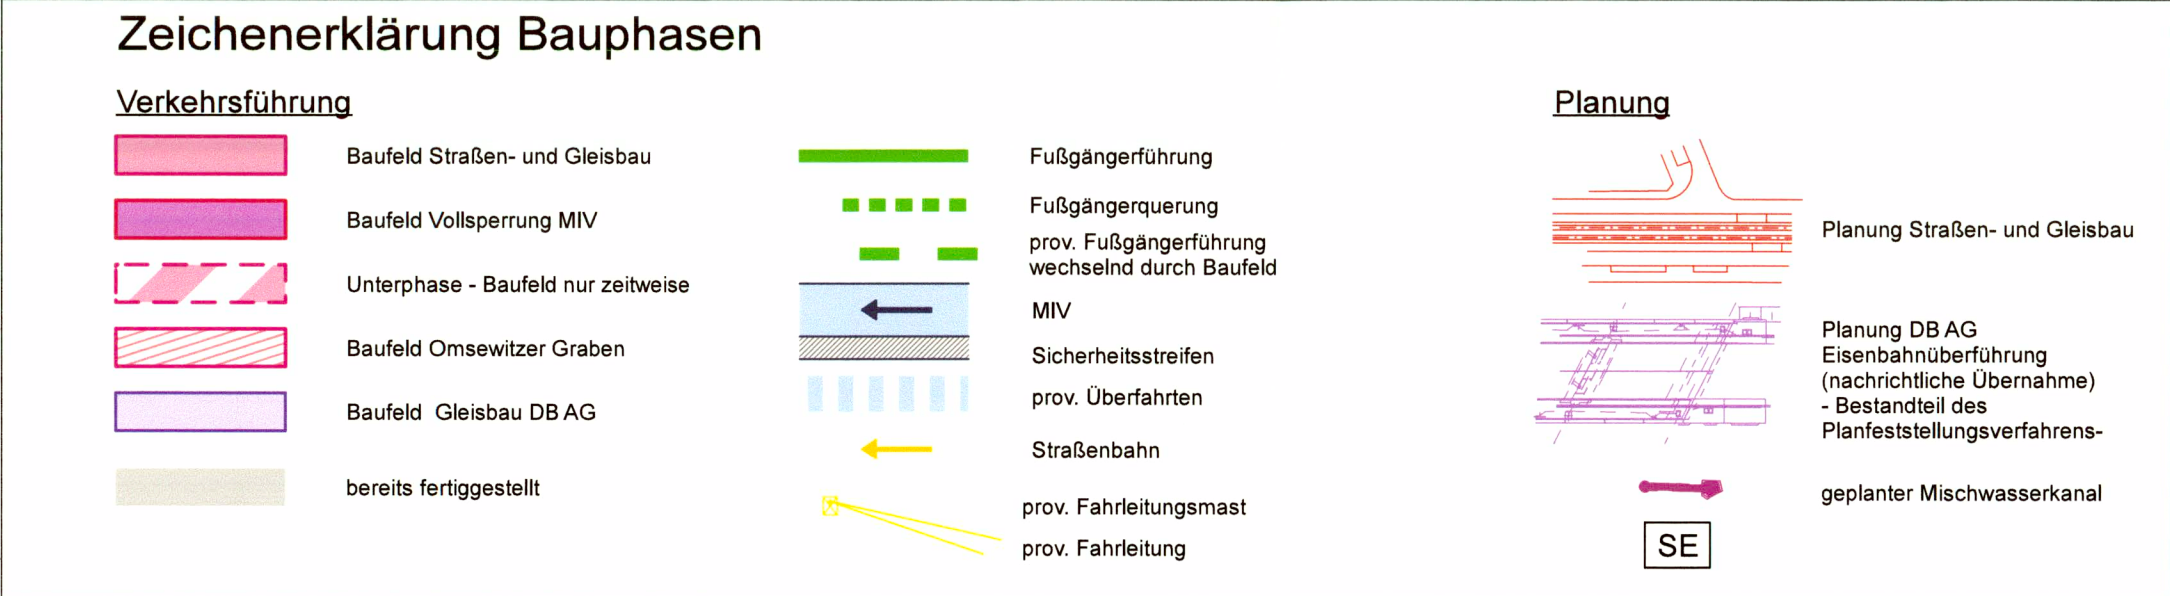 Zeichenerklärung Bauphasen
Verkehrsführung
Baufeld Straßen- und Gleisbau
Baufeld Vollsperrung MIV
Unterphase - Baufeld nur zeitweise
Baufeld Omsewitzer Graben
Baufeld Gleisbau DB AG
bereits fertiggestellt
Fußgängerführung
Fußgängerquerung
prov. Fußgängerführung
wechselnd durch Baufeld
MIV
Sicherheitsstreifen
prov. Überfahrten
Straßenbahn
prov. Fahrleitungsmast
prov. Fahrleitung
Planung
Planung Straßen- und Gleisbau
Planung DB AG
Eisenbahnüberführung
(nachrichtliche Übernahme)
- Bestandteil des
Planfeststellungsverfahrens-
geplanter Mischwasserkanal
SE